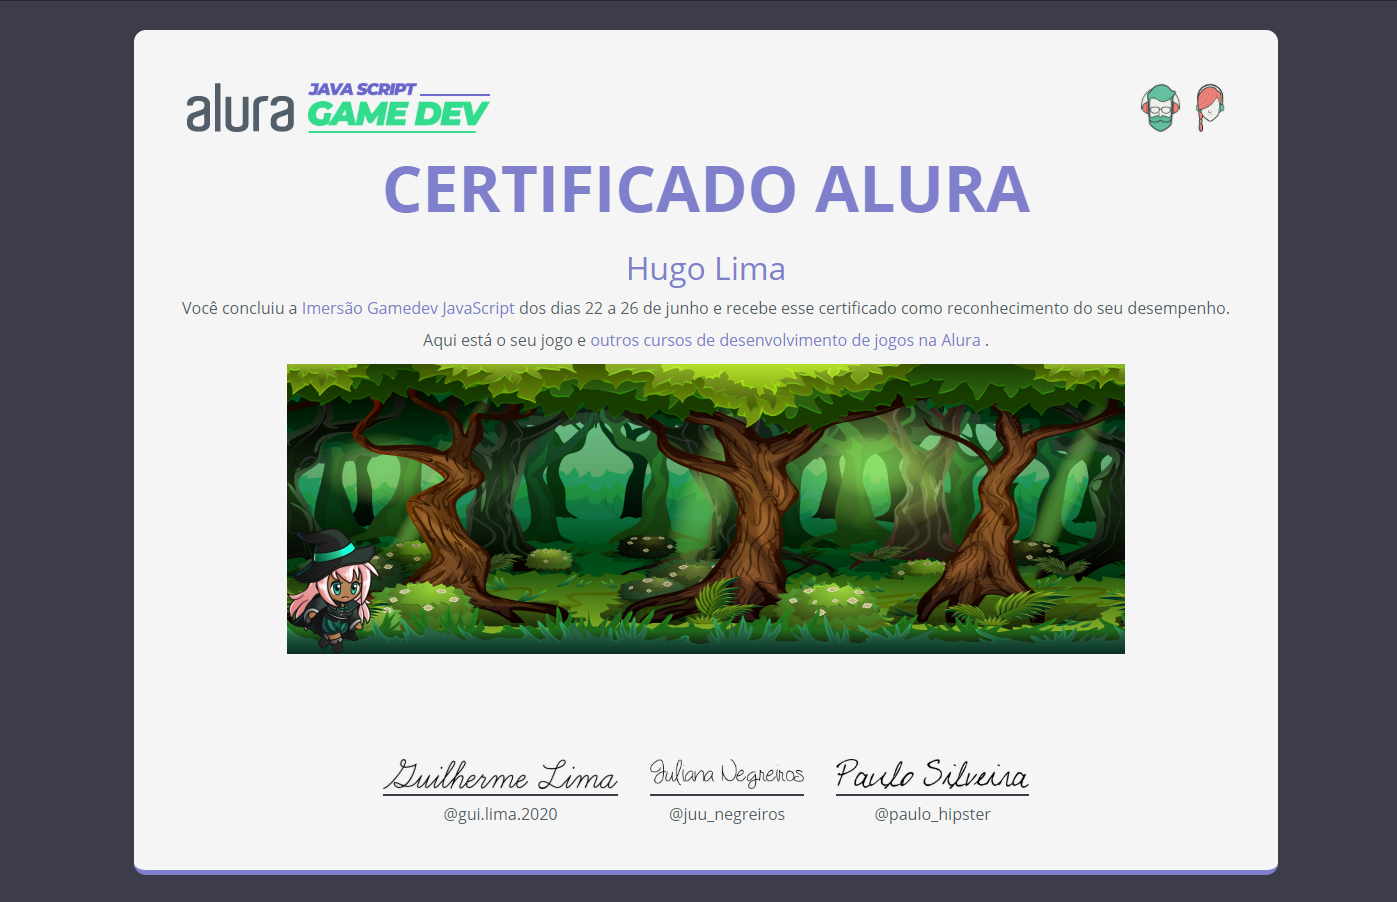 alura JAVA SCRIPT
GAME DEV
CERTIFICADO ALURA
Hugo Lima
Você concluiu a Imersão Gamedev JavaScript dos dias 22 a 26 de junho e recebe esse certificado como reconhecimento do seu desempenho.
Aqui está o seu jogo e outros cursos de desenvolvimento de jogos na Alura .
Guilherme Lima Juliana Negreiros Paulo Silveira
@gui.lima.2020 @juu_negreiros @paulo_hipster